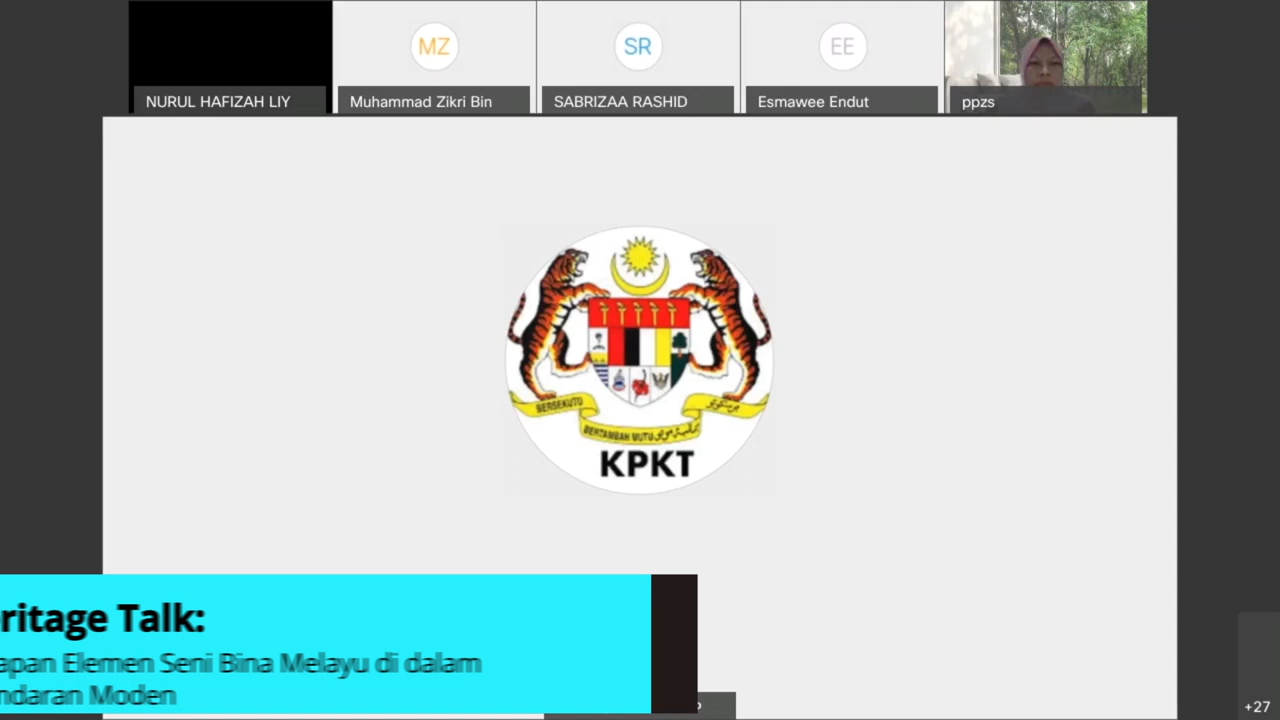 NURUL HAFIZAH LIY
MZ
Muhammad Zikri Bin
SR
SABRIZAA RASHID
EE
Esmawee Endut
ppzs
BERSEKUTU
BERTAMBAH MUTU
KPKT
ritage Talk:
apan Elemen Seni Bina Melayu di dalam
ndaran Moden
+27